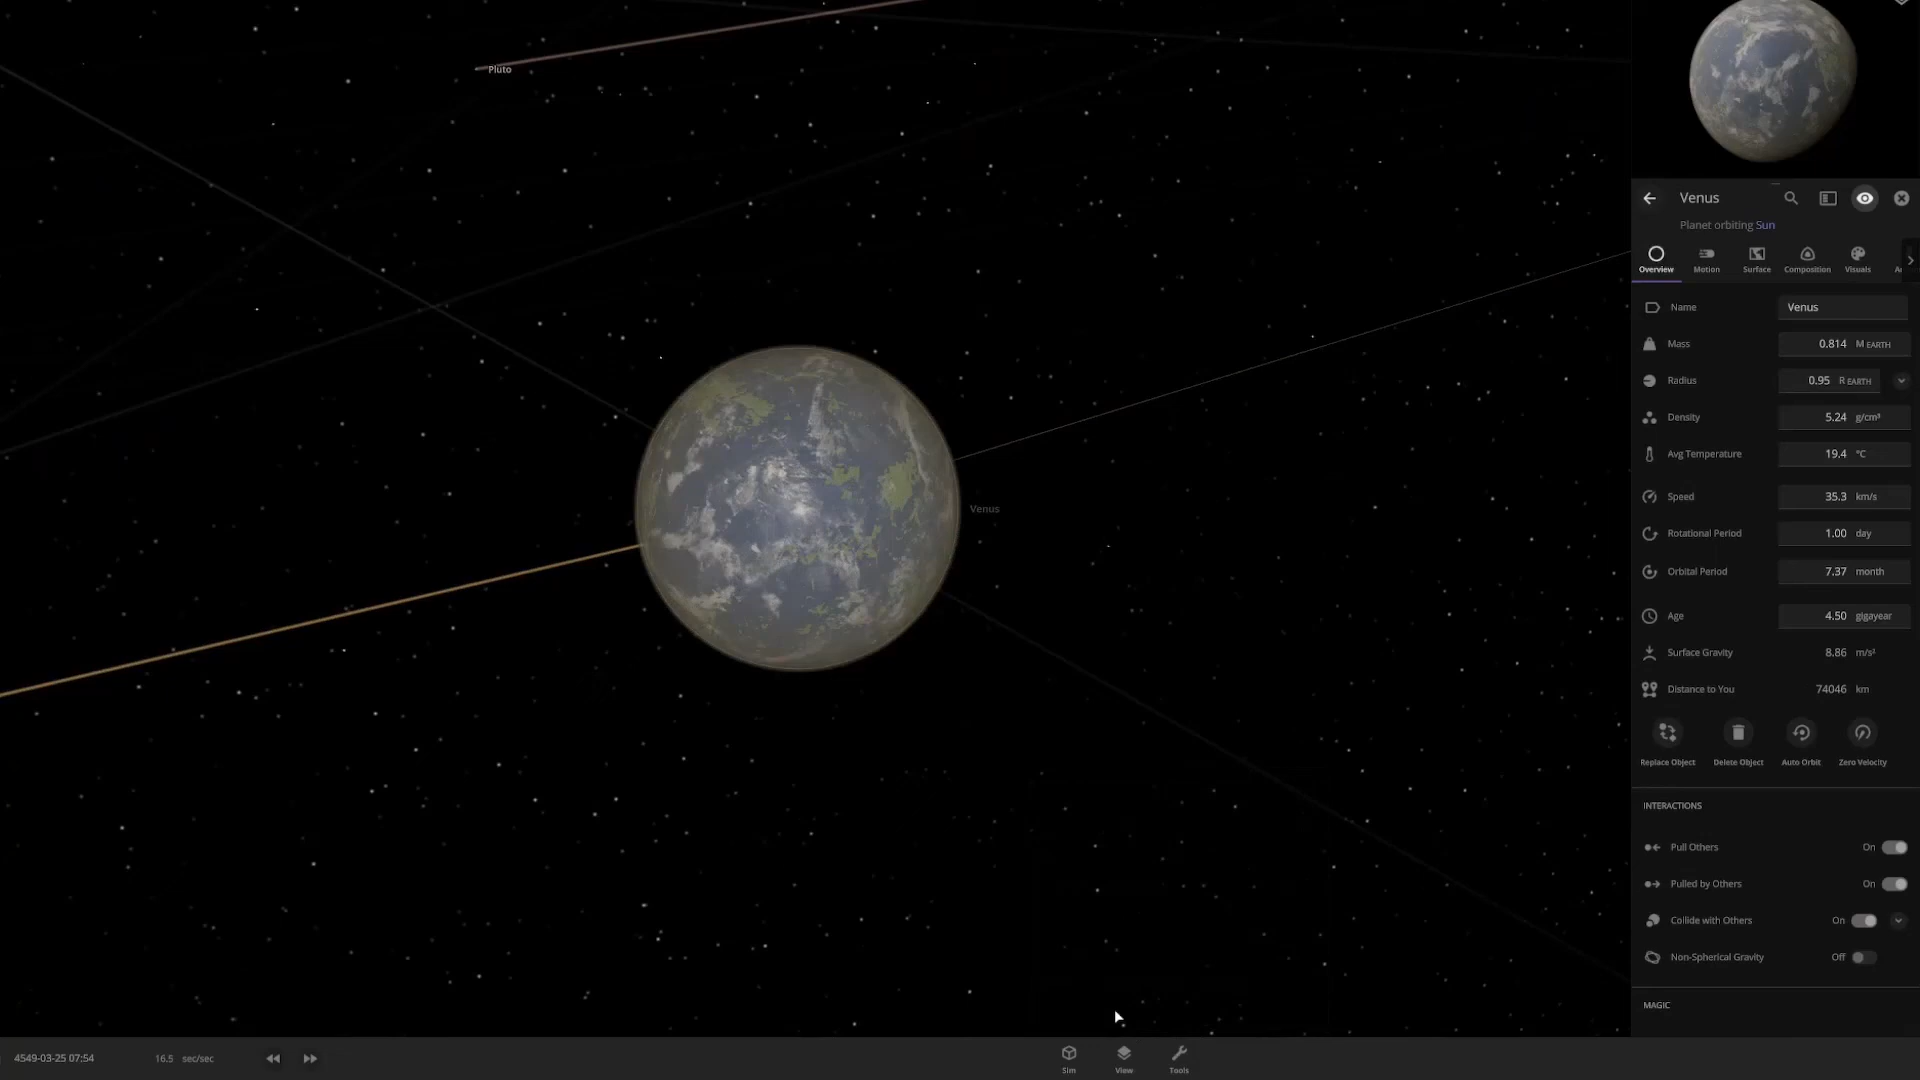 Pluto
Venus
Venus
Planet orbiting Sun
Overview Motion Surface Composition Visuals
Name Venus
Mass 0.814 M EARTH
Radius 0.95 R EARTH
Density 5.24 g/cm³
Avg Temperature 19.4 °C
Speed 35.3 km/s
Rotational Period 1.00 day
Orbital Period 7.37 month
Age 4.50 gigayear
Surface Gravity 8.86 m/s²
Distance to You 74046 km
Replace Object Delete Object Auto Orbit Zero Velocity
INTERACTIONS
Pull Others On
Pulled by Others On
Collide with Others On
Non-Spherical Gravity Off
MAGIC
4549-03-25 07:54 16.5 sec/sec
Sim View Tools